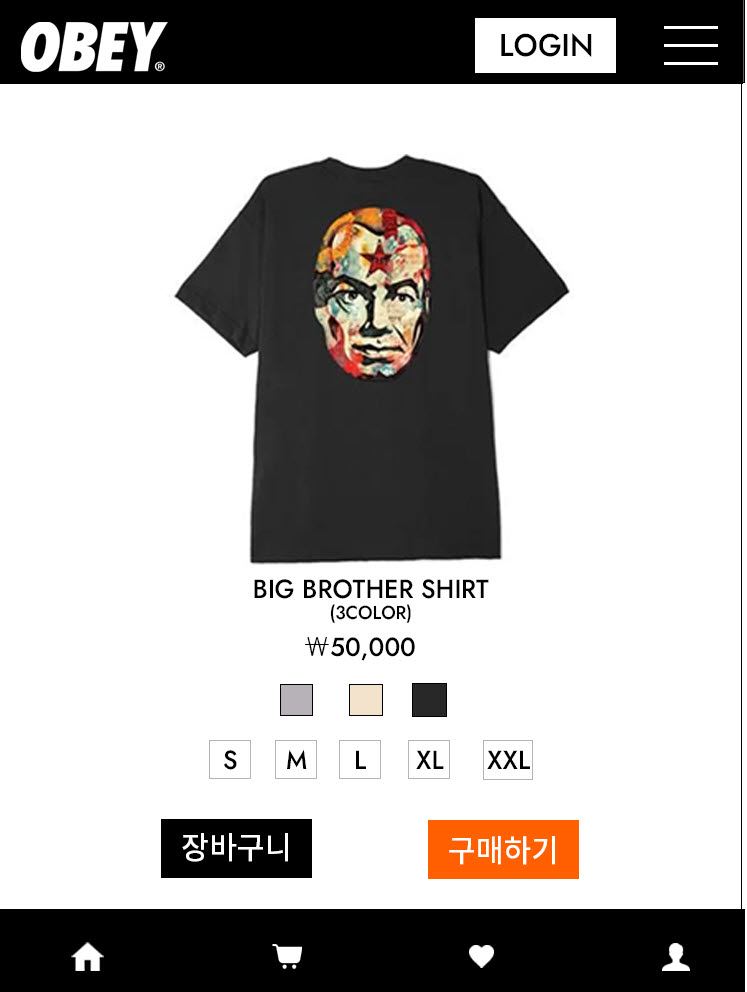 OBEY®
LOGIN
BIG BROTHER SHIRT
(3COLOR)
₩50,000
S M L XL XXL
장바구니 구매하기